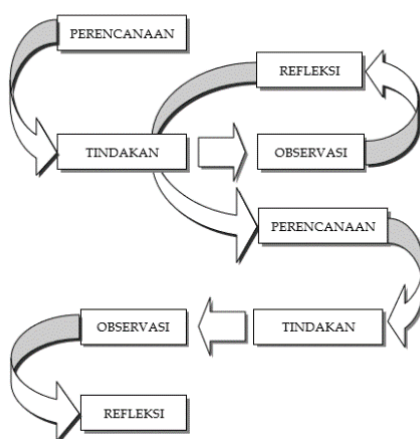 PERENCANAAN
REFLEKSI
TINDAKAN
OBSERVASI
PERENCANAAN
OBSERVASI
TINDAKAN
REFLEKSI